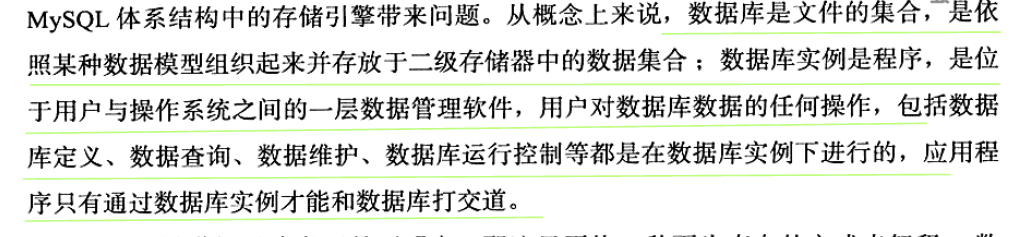 MySQL 体系结构中的存储引擎带来问题。从概念上来说，数据库是文件的集合，是依
照某种数据模型组织起来并存放于二级存储器中的数据集合；数据库实例是程序，是位
于用户与操作系统之间的一层数据管理软件，用户对数据库数据的任何操作，包括数据
库定义、数据查询、数据维护、数据库运行控制等都是在数据库实例下进行的，应用程
序只有通过数据库实例才能和数据库打交道。